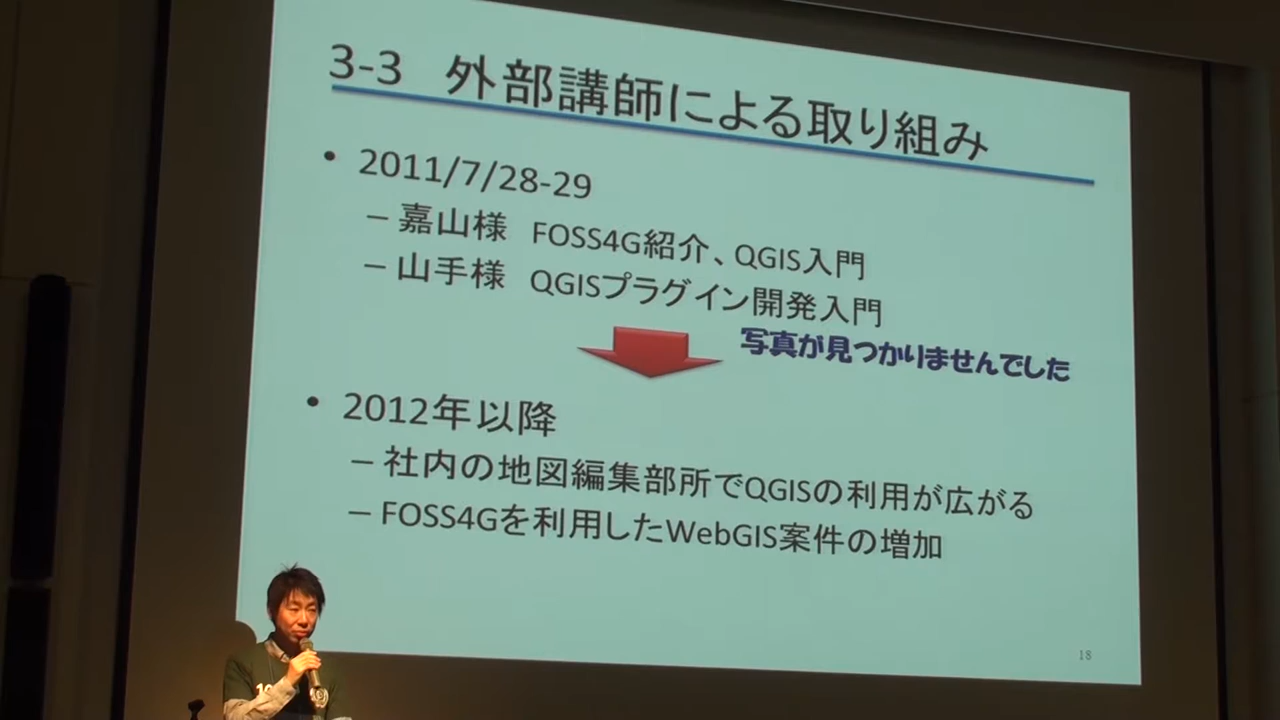 3-3 外部講師による取り組み
• 2011/7/28-29
– 嘉山様 FOSS4G紹介、QGIS入門
– 山手様 QGISプラグイン開発入門
写真が見つかりませんでした
• 2012年以降
– 社内の地図編集部所でQGISの利用が広がる
– FOSS4Gを利用したWebGIS案件の増加
18